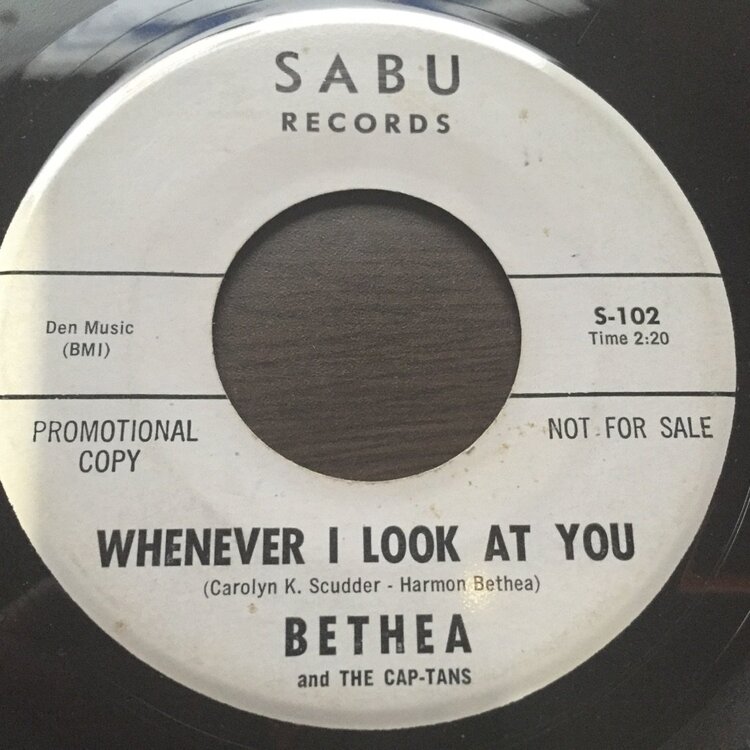 SABU
RECORDS
Den Music
(BMI)
S-102
Time 2:20
PROMOTIONAL
COPY
NOT FOR SALE
WHENEVER I LOOK AT YOU
(Carolyn K. Scudder - Harmon Bethea)
BETHEA
and THE CAP-TANS